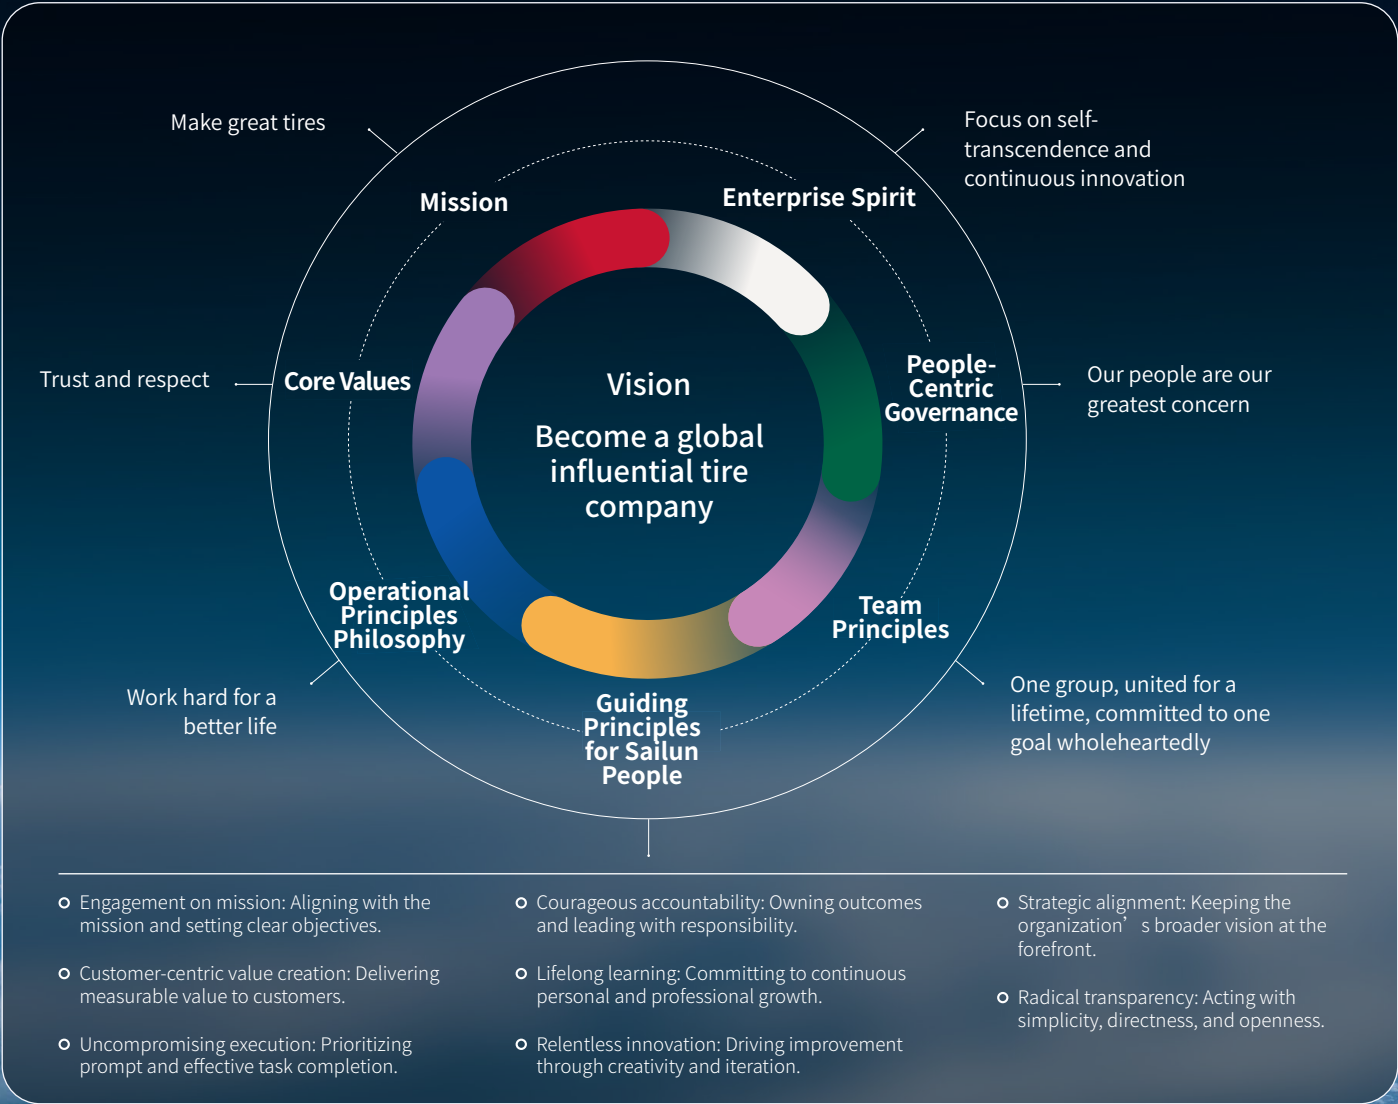 Make great tires
Mission
Focus on self-
transcendence and
continuous innovation
Enterprise Spirit
Trust and respect
Core Values
Vision
Become a global
influential tire
company
People-
Centric
Governance
Our people are our
greatest concern
Operational
Principles
Philosophy
Work hard for a
better life
Team
Principles
One group, united for a
lifetime, committed to one
goal wholeheartedly
Guiding
Principles
for Sailun
People
Engagement on mission: Aligning with the
mission and setting clear objectives.
Customer-centric value creation: Delivering
measurable value to customers.
Uncompromising execution: Prioritizing
prompt and effective task completion.
Courageous accountability: Owning outcomes
and leading with responsibility.
Lifelong learning: Committing to continuous
personal and professional growth.
Relentless innovation: Driving improvement
through creativity and iteration.
Strategic alignment: Keeping the
organization’ s broader vision at the
forefront.
Radical transparency: Acting with
simplicity, directness, and openness.